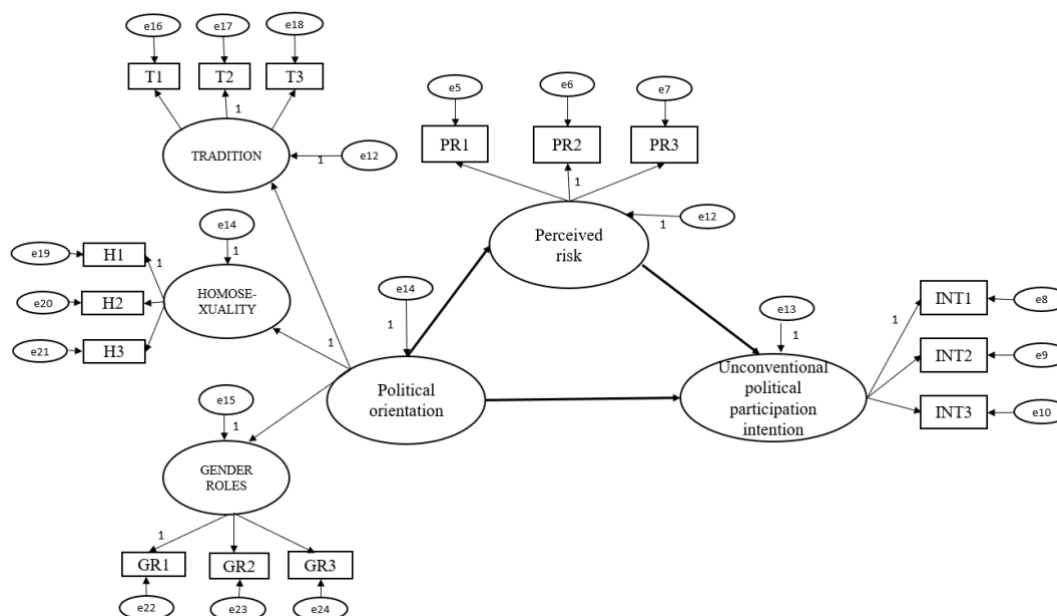 e16
e17
e18
T1
T2
T3
1
TRADITION
1
e12
e5
e6
e7
PR1
PR2
PR3
1
Perceived
risk
1
e12
e14
1
e19
H1
1
e20
H2
HOMOSE-
XUALITY
e21
H3
1
e14
1
Political
orientation
e13
1
Unconventional
political
participation
intention
1
INT1
e8
INT2
e9
INT3
e10
e15
1
GENDER
ROLES
1
GR1
GR2
GR3
e22
e23
e24